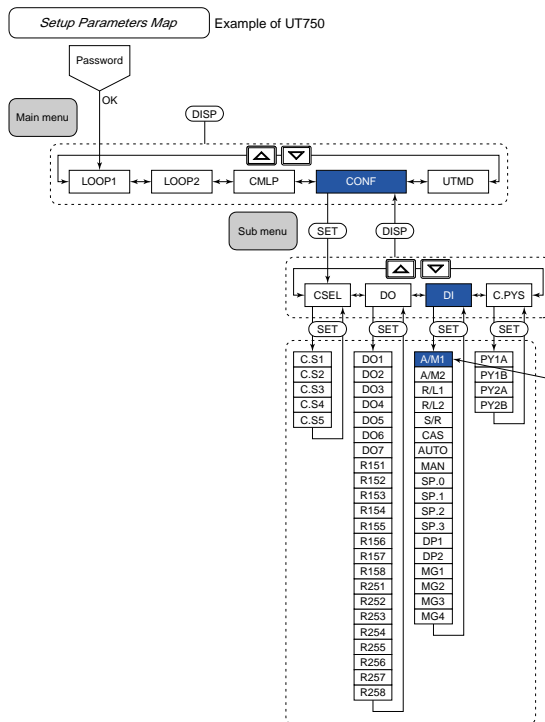 Setup Parameters Map Example of UT750
Password
OK
Main menu
DISP
LOOP1 LOOP2 CMLP CONF UTMD
Sub menu SET DISP
CSEL DO DI C.PYS
SET SET SET SET
C.S1
C.S2
C.S3
C.S4
C.S5
DO1
DO2
DO3
DO4
DO5
DO6
DO7
R151
R152
R153
R154
R155
R156
R157
R158
R251
R252
R253
R254
R255
R256
R257
R258
A/M1
A/M2
R/L1
R/L2
S/R
CAS
AUTO
MAN
SP.0
SP.1
SP.2
SP.3
DP1
DP2
MG1
MG2
MG3
MG4
PY1A
PY1B
PY2A
PY2B